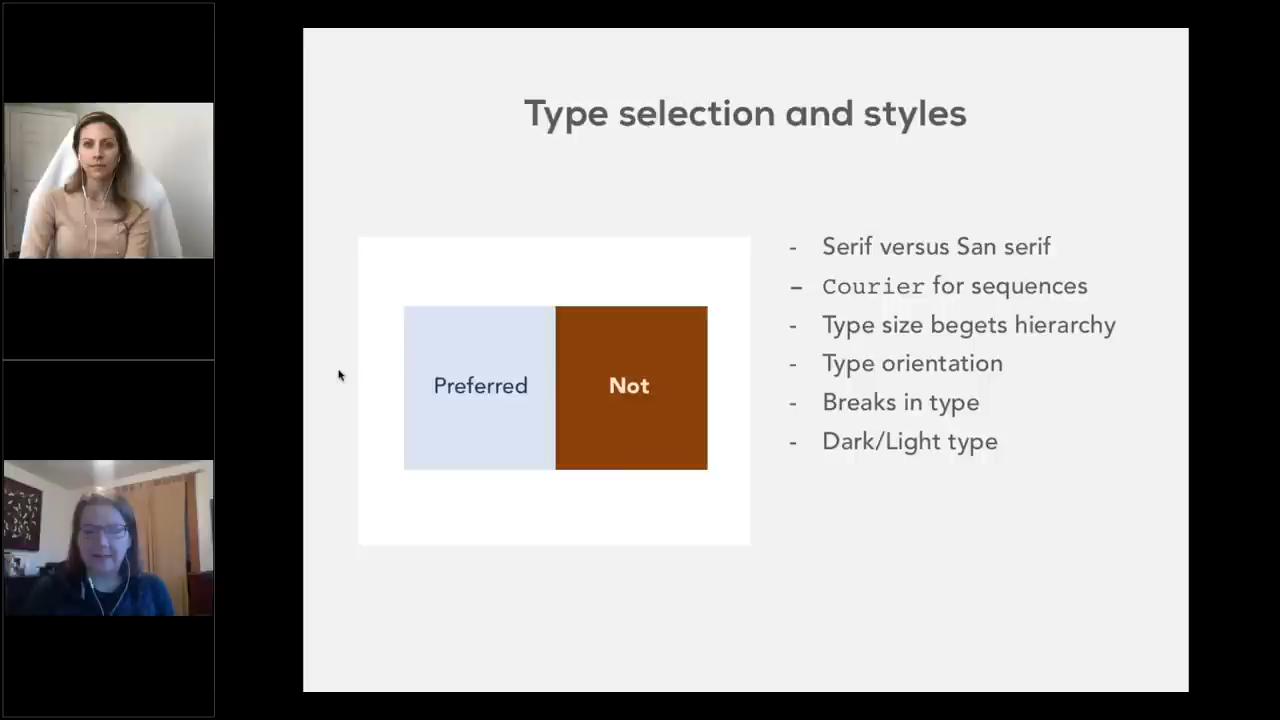 Type selection and styles
Preferred
Not
- Serif versus San serif
- Courier for sequences
- Type size begets hierarchy
- Type orientation
- Breaks in type
- Dark/Light type